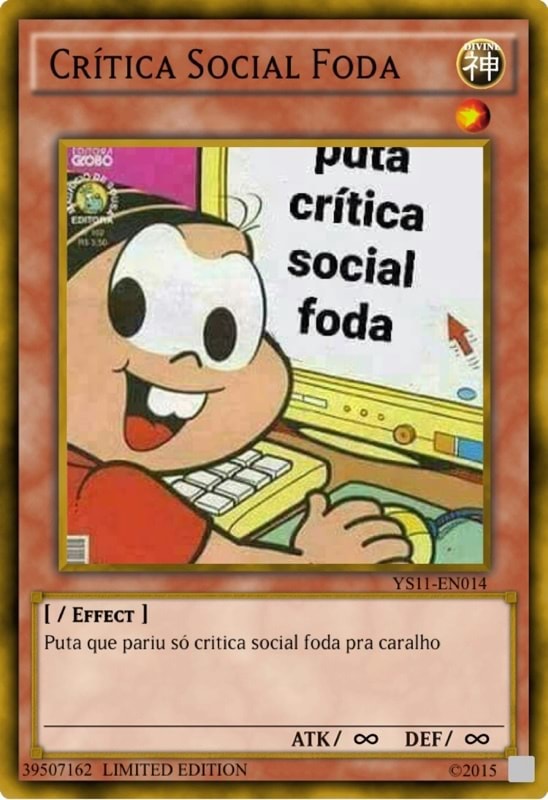 Crítica Social Foda
DIVINE
神
EDITORA
GLOBO
EDITORA
R$ 3,50
puta
crítica
social
foda
YS11-EN014
[ / Effect ]
Puta que pariu só critica social foda pra caralho
ATK/ ∞ DEF/ ∞
39507162 LIMITED EDITION ©2015